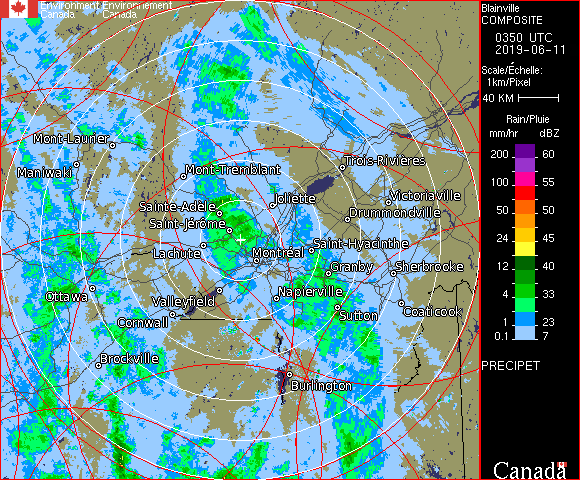 Environment Environnement
Canada Canada
Blainville
COMPOSITE
0350 UTC
2019-06-11
Scale/Échelle:
1km/Pixel
40 KM
Rain/Pluie
mm/hr dBZ
200 60
100 55
50 50
24 45
12 40
4 33
1 23
0.1 7
PRECIPET
Canada
Mont-Laurier
Maniwaki
Mont-Tremblant
Trois-Rivières
Sainte-Adèle
Joliette
Victoriaville
Drummondville
Saint-Jérôme
Lachute
Montréal
Saint-Hyacinthe
Granby
Sherbrooke
Ottawa
Valleyfield
Napierville
Coaticook
Cornwall
Sutton
Brockville
Burlington